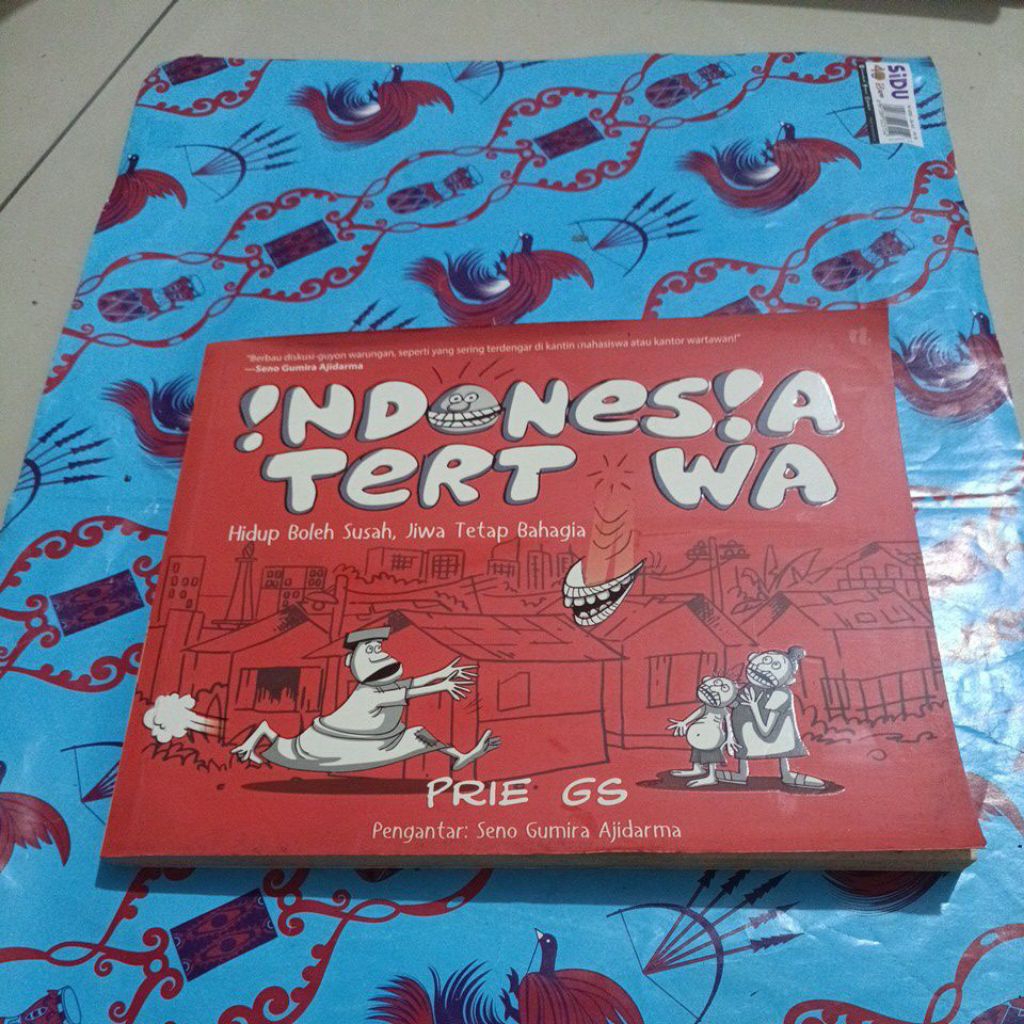 SiDU
"Berbau diskusi-guyon warungan, seperti yang sering terdengar di kantin mahasiswa atau kantor wartawan!"
—Seno Gumira Ajidarma
!NDONeS!A
TeRT WA
Hidup Boleh Susah, Jiwa Tetap Bahagia
PRIE GS
Pengantar: Seno Gumira Ajidarma